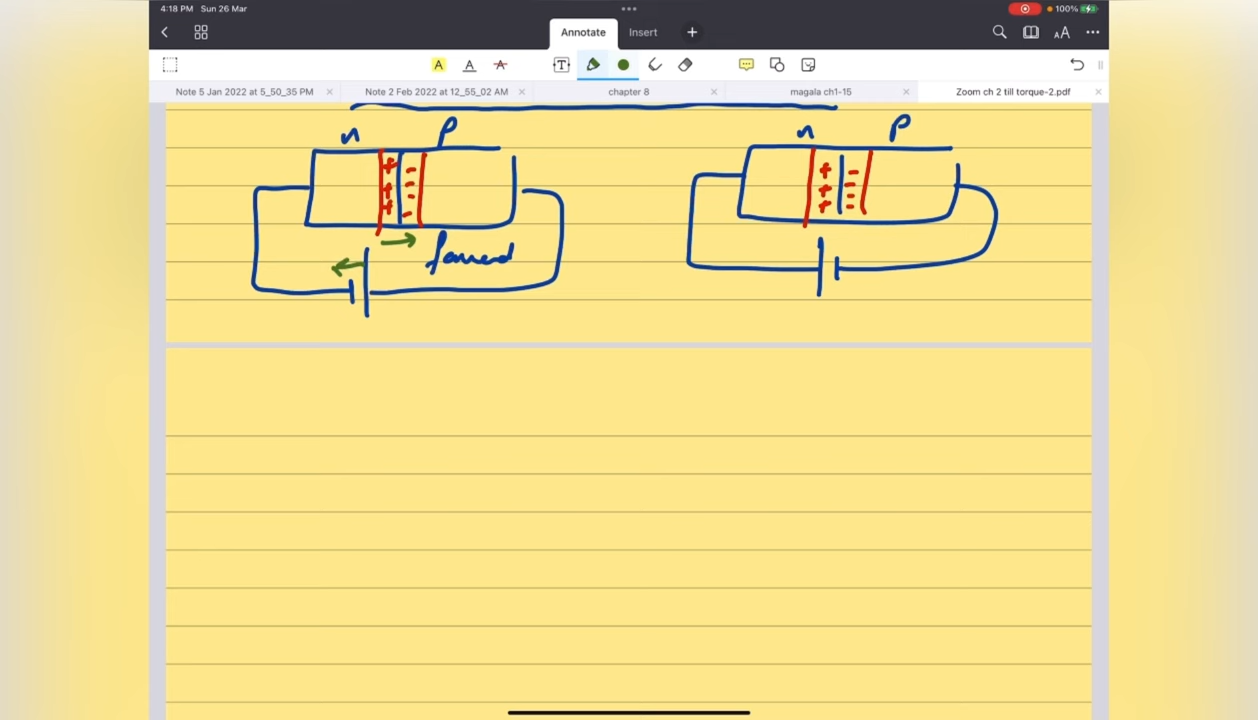 4:18 PM Sun 26 Mar
100%
Annotate Insert
AA
A A A T
Note 5 Jan 2022 at 5_50_35 PM
Note 2 Feb 2022 at 12_55_02 AM
chapter 8
magala ch1-15
Zoom ch 2 till torque-2.pdf
n P n P
+ - + -
+ - + -
+ - + -
-